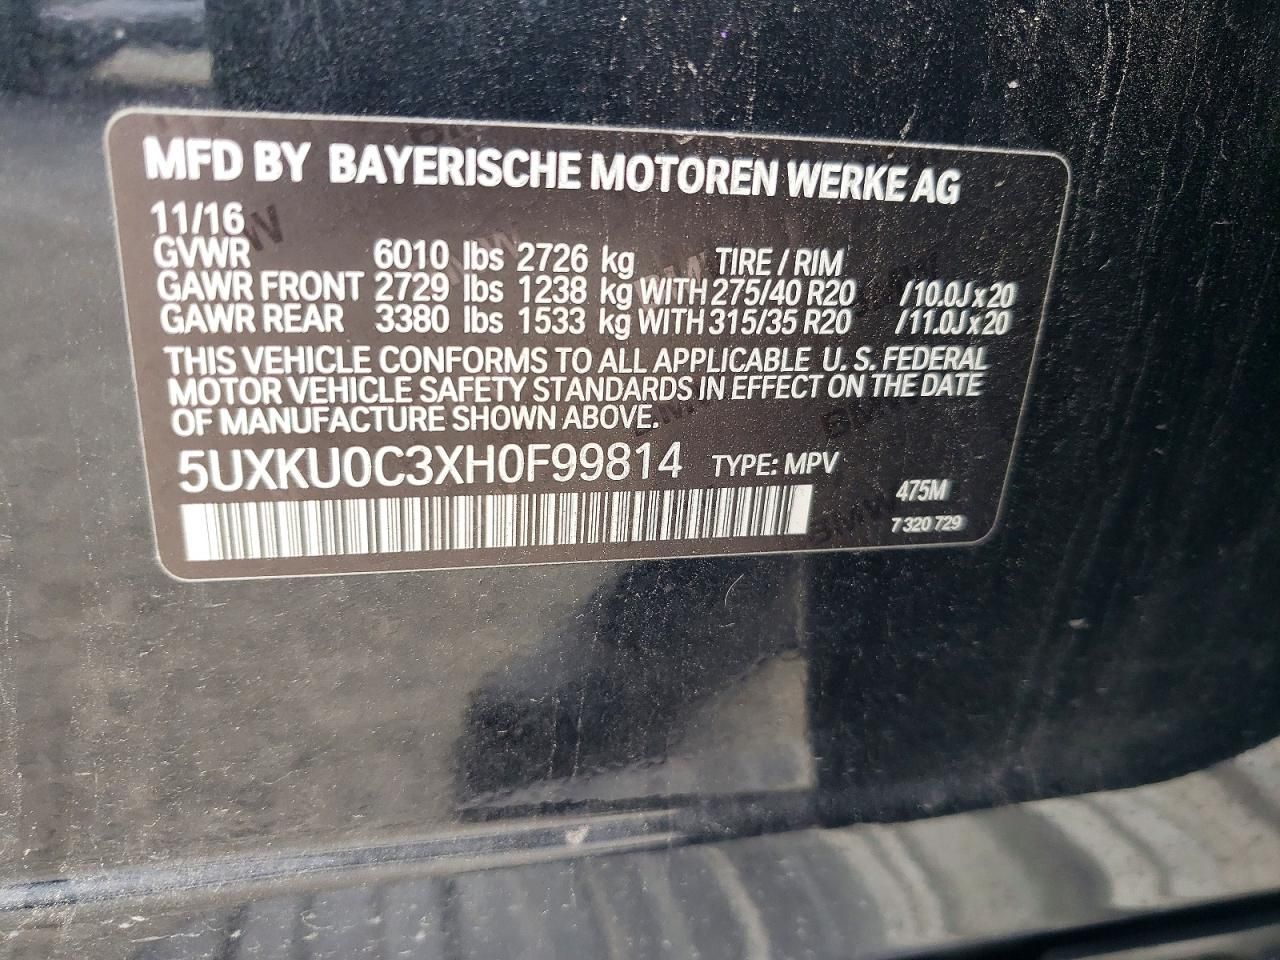 MFD BY BAYERISCHE MOTOREN WERKE AG
11/16
GVWR 6010 lbs 2726 kg TIRE / RIM
GAWR FRONT 2729 lbs 1238 kg WITH 275/40 R20 /10.0J x 20
GAWR REAR 3380 lbs 1533 kg WITH 315/35 R20 /11.0J x 20
THIS VEHICLE CONFORMS TO ALL APPLICABLE U. S. FEDERAL
MOTOR VEHICLE SAFETY STANDARDS IN EFFECT ON THE DATE
OF MANUFACTURE SHOWN ABOVE.
5UXKU0C3XH0F99814 TYPE: MPV
475M
7 320 729